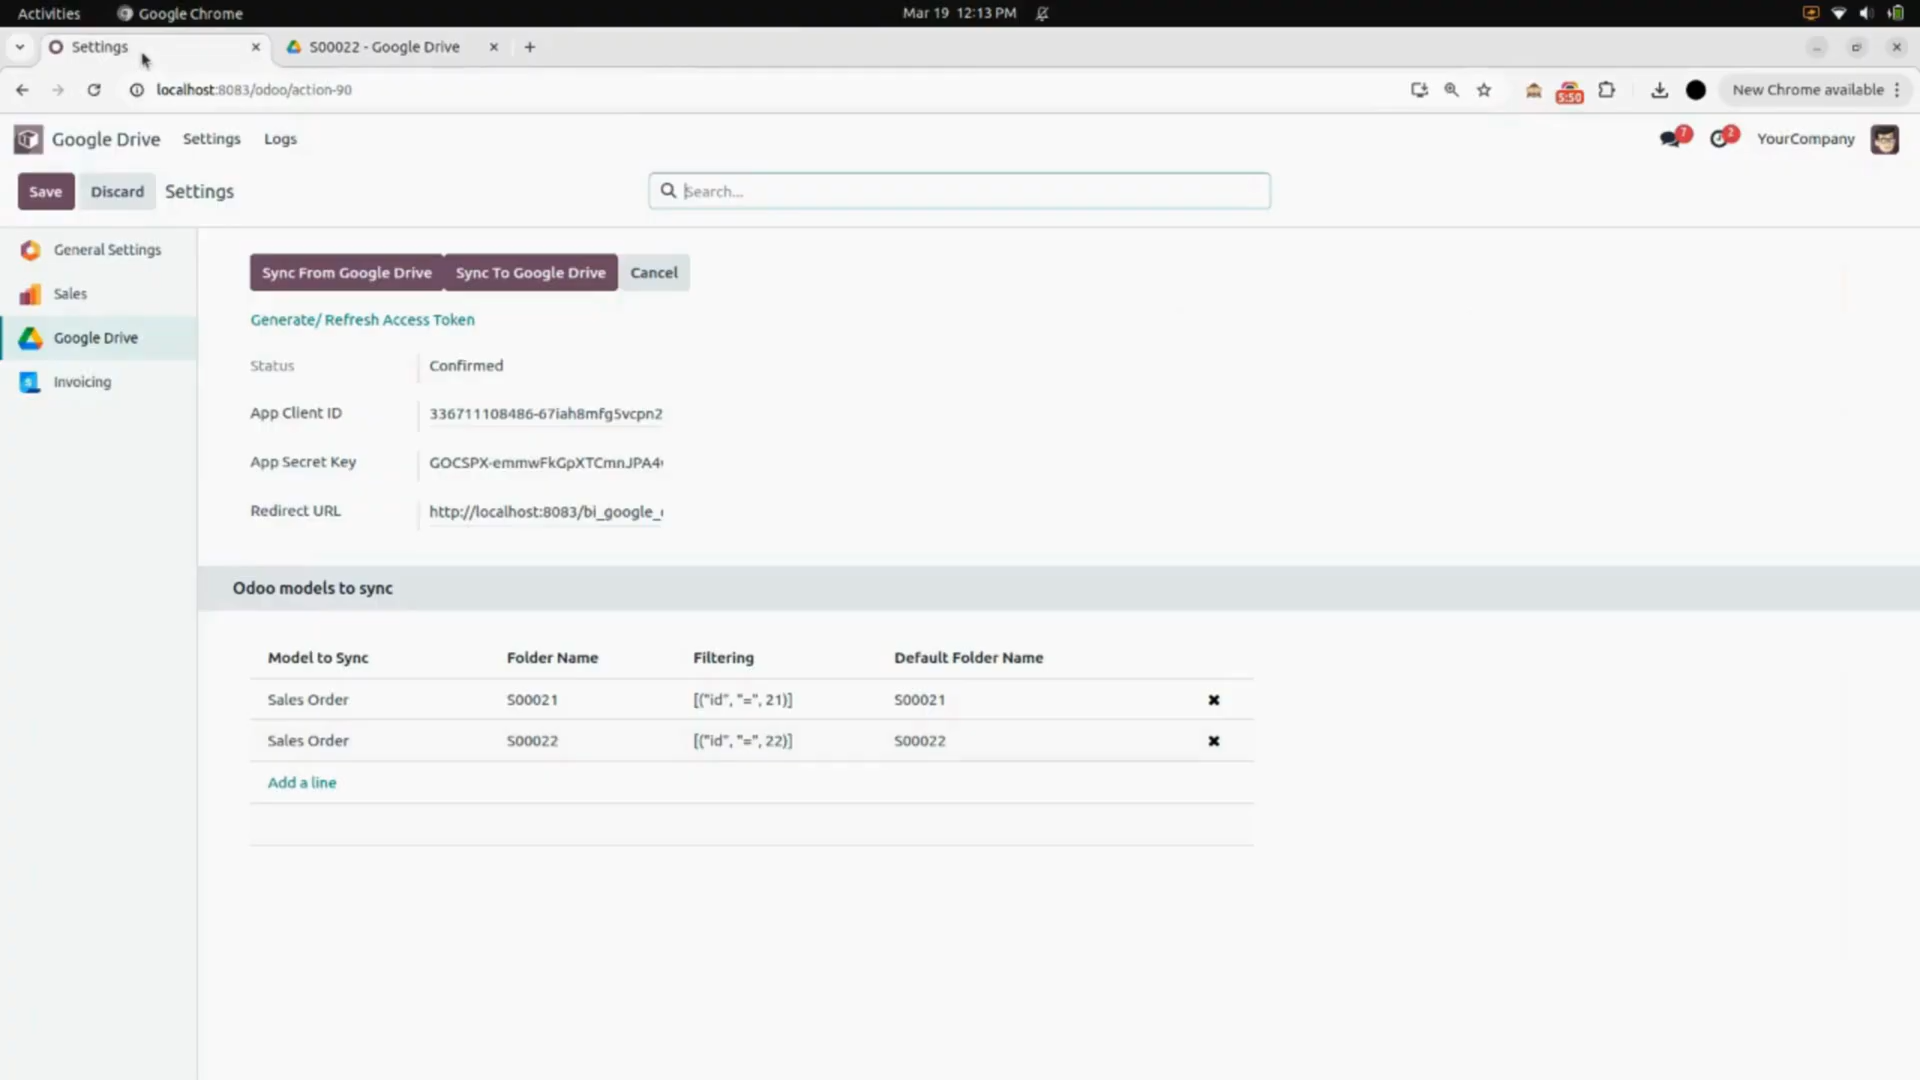 Activities Google Chrome Mar 19 12:13 PM
Settings S00022 - Google Drive
localhost:8083/odoo/action-90 5:50 New Chrome available
Google Drive Settings Logs 7 2 YourCompany
Save Discard Settings Search...
General Settings
Sales
Google Drive
Invoicing
Sync From Google Drive Sync To Google Drive Cancel
Generate/ Refresh Access Token
Status Confirmed
App Client ID 336711108486-67iah8mfg5vcpn2
App Secret Key GOCSPX-emmwFkGpXTCmnJPA4
Redirect URL http://localhost:8083/bi_google_
Odoo models to sync
Model to Sync Folder Name Filtering Default Folder Name
Sales Order S00021 [("id", "=", 21)] S00021
Sales Order S00022 [("id", "=", 22)] S00022
Add a line